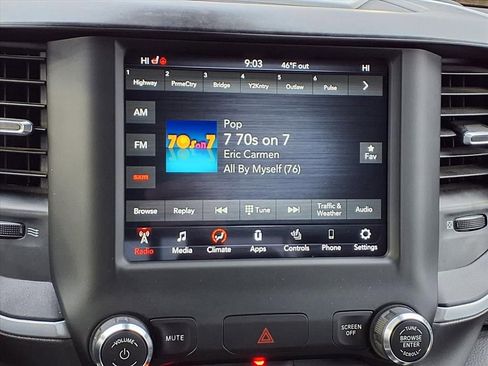 HI 9:03 46°F out HI
1 2 3 4 5 6
Highway PrmeCtry Bridge Y2Kntry Outlaw Pulse
AM
FM
sxm
70s on 7
Pop
7 70s on 7
Eric Carmen
All By Myself (76)
Fav
Browse Replay Tune Traffic & Weather Audio
Radio Media Climate Apps Controls Phone Settings
VOLUME
MUTE
SCREEN OFF
TUNE
BROWSE
ENTER
SCROLL